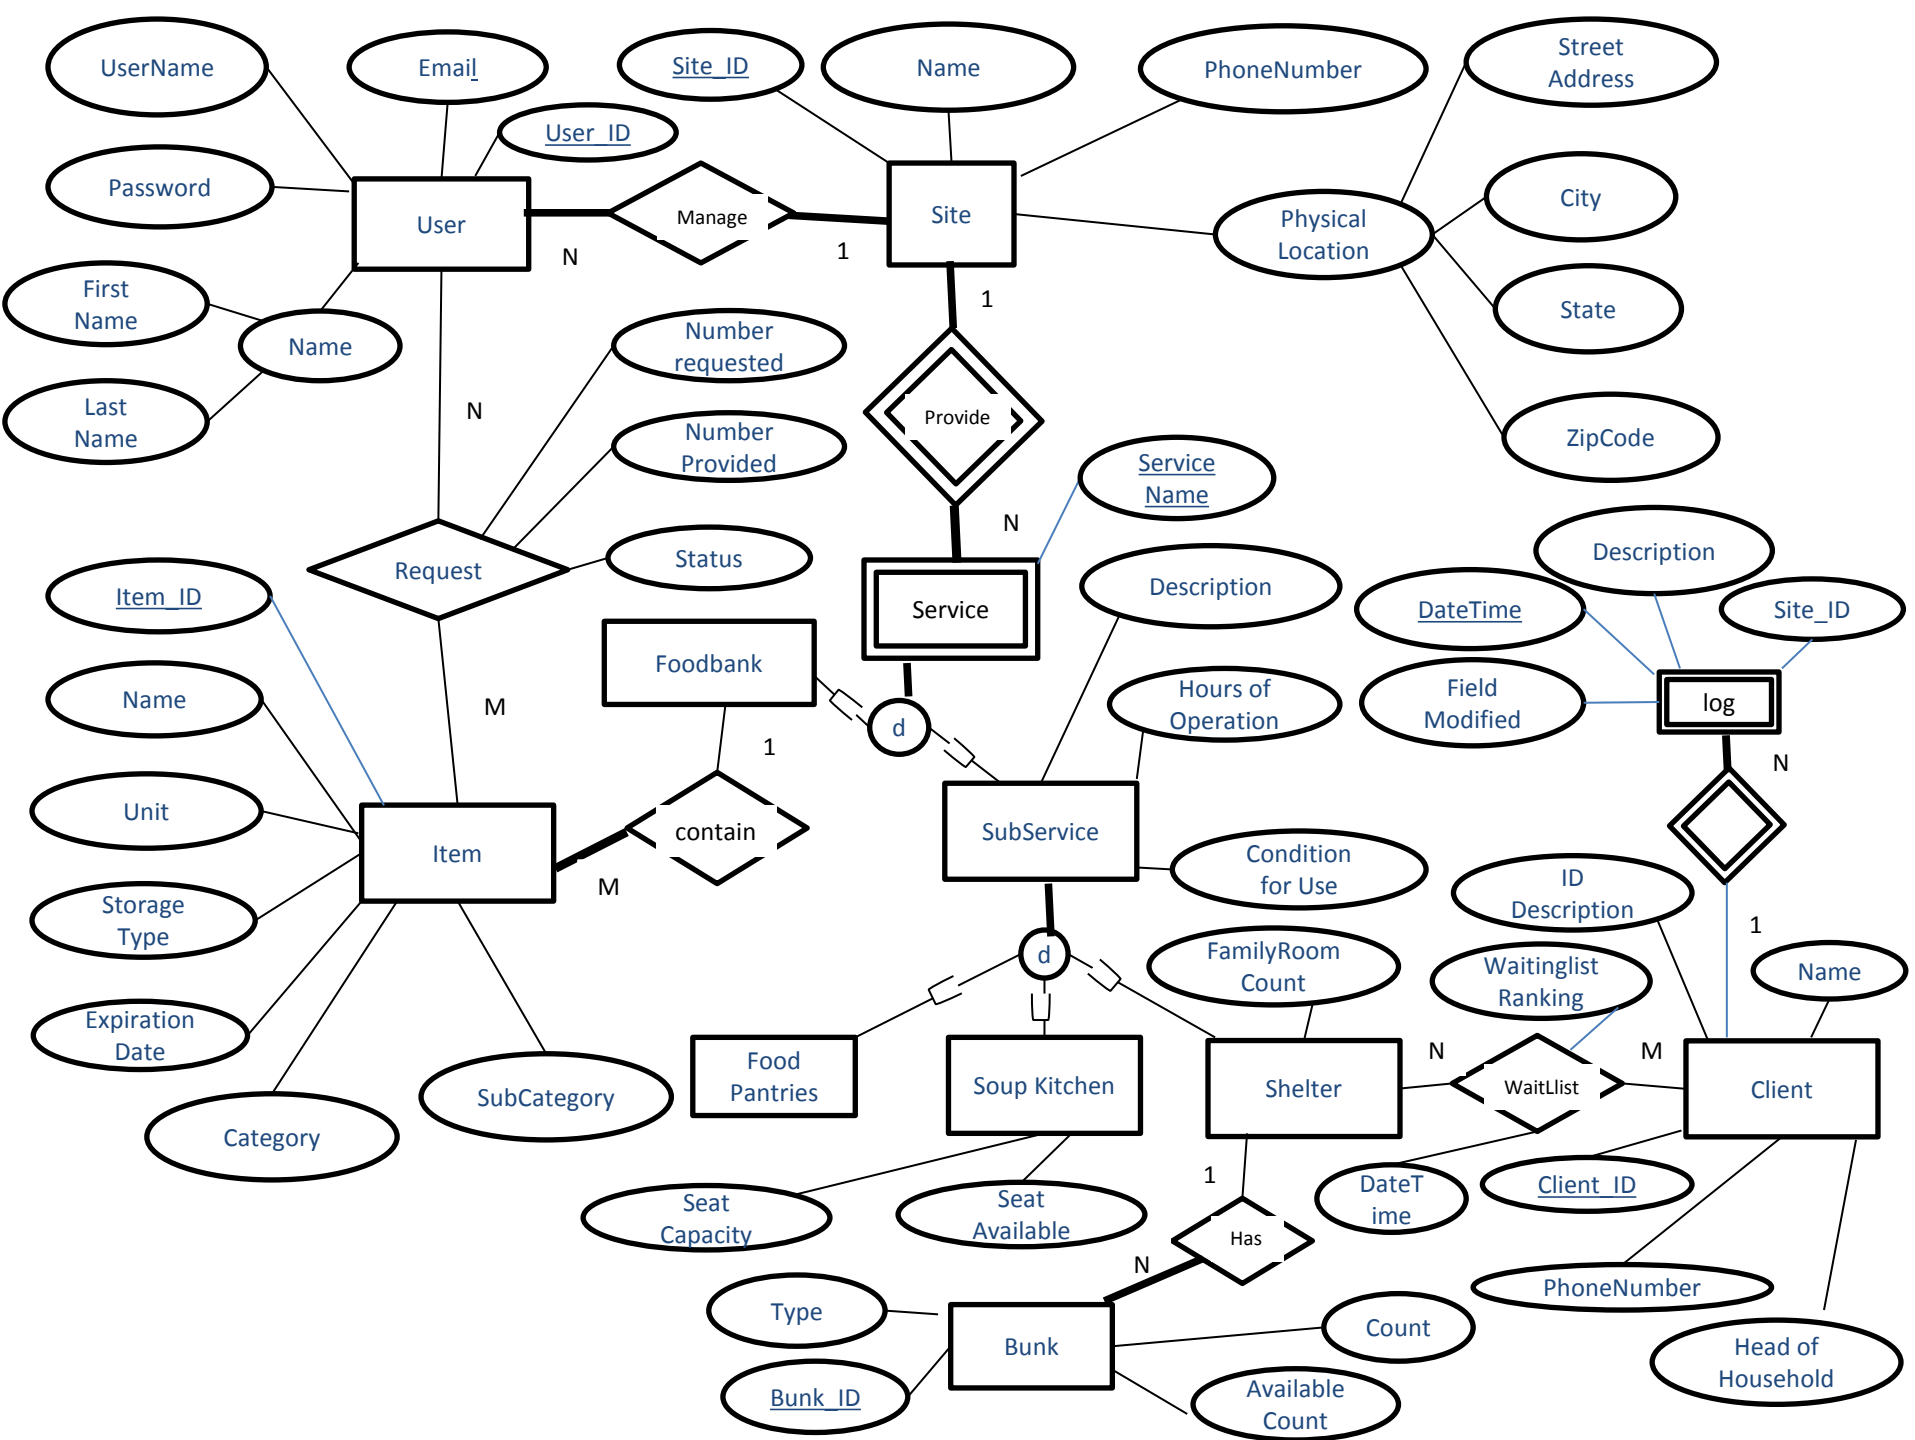 UserName
Email
Site_ID
Name
PhoneNumber
Street
Address
User_ID
Password
User
Manage
Site
Physical
Location
City
N
1
First
Name
Name
Last
Name
1
Number
requested
State
N
Number
Provided
Provide
ZipCode
Service
Name
N
Request
Status
Description
Description
Item_ID
Service
DateTime
Site_ID
Foodbank
Name
M
d
Hours of
Operation
Field
Modified
log
1
N
Unit
Item
contain
SubService
M
Condition
for Use
ID
Description
Storage
Type
1
d
FamilyRoom
Count
Waitinglist
Ranking
Name
Expiration
Date
Food
Pantries
Soup Kitchen
Shelter
N
WaitLlist
M
Client
SubCategory
Category
1
Seat
Capacity
Seat
Available
DateT
ime
Client_ID
Has
N
PhoneNumber
Type
Bunk
Count
Head of
Household
Bunk_ID
Available
Count